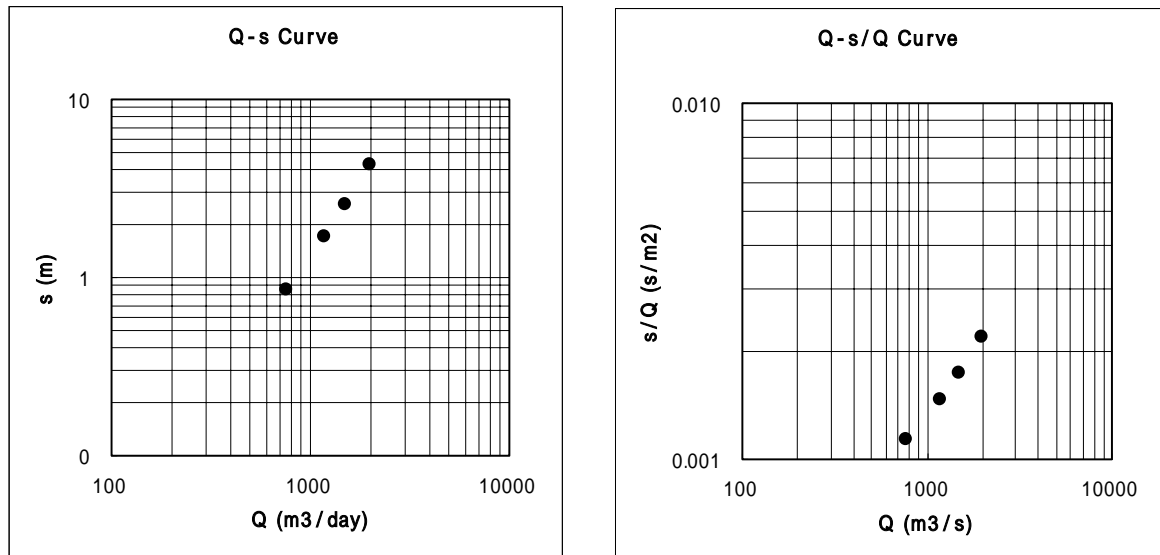 Q-s Curve
10
1
0
100 1000 10000
s (m)
Q (m3/day)
Q-s/Q Curve
0.010
0.001
100 1000 10000
s/Q (s/m2)
Q (m3/s)